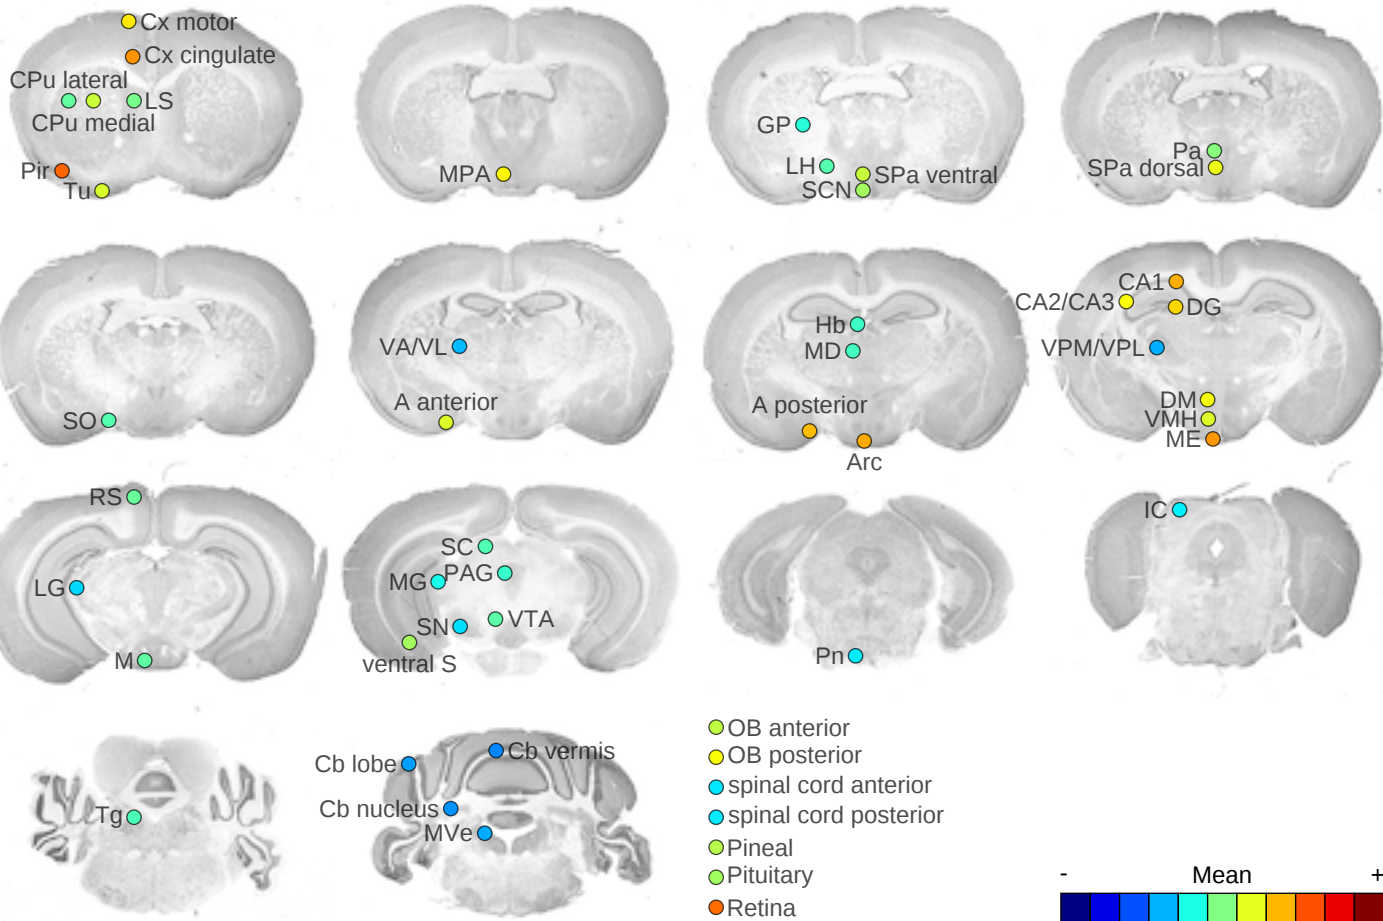 Cx motor
Cx cingulate
CPu lateral
LS
CPu medial
Pir
Tu
MPA
GP
LH
SPa ventral
SCN
Pa
SPa dorsal
SO
VA/VL
A anterior
Hb
MD
A posterior
Arc
CA1
CA2/CA3
DG
VPM/VPL
DM
VMH
ME
RS
LG
M
SC
MG
PAG
SN
VTA
ventral S
Pn
IC
Tg
Cb lobe
Cb vermis
Cb nucleus
MVe
OB anterior
OB posterior
spinal cord anterior
spinal cord posterior
Pineal
Pituitary
Retina
- Mean +